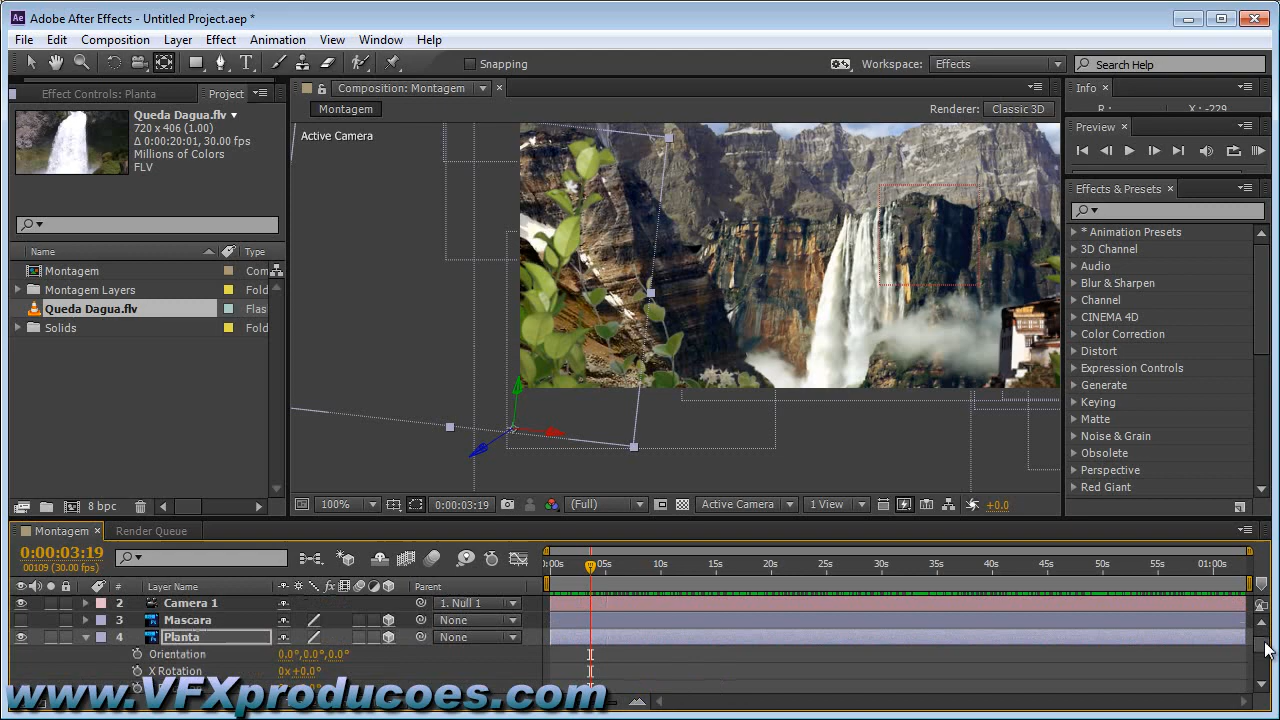 Adobe After Effects - Untitled Project.aep *
File Edit Composition Layer Effect Animation View Window Help
Snapping Workspace: Effects Search Help
Effect Controls: Planta Project
Queda Dagua.flv
720 x 406 (1.00)
Δ 0:00:20:01, 30.00 fps
Millions of Colors
FLV
Name Type
Montagem Com
Montagem Layers Fold
Queda Dagua.flv Flas
Solids Fold
8 bpc
Composition: Montagem
Montagem Renderer: Classic 3D
Active Camera
100% 0:00:03:19 (Full) Active Camera 1 View +0.0
Info
R : X : -229
Preview
Effects & Presets
* Animation Presets
3D Channel
Audio
Blur & Sharpen
Channel
CINEMA 4D
Color Correction
Distort
Expression Controls
Generate
Keying
Matte
Noise & Grain
Obsolete
Perspective
Red Giant
Montagem Render Queue
0:00:03:19
00109 (30.00 fps)
0:00s 05s 10s 15s 20s 25s 30s 35s 40s 45s 50s 55s 01:00s
# Layer Name Parent
2 Camera 1 1. Null 1
3 Mascara None
4 Planta None
Orientation 0.0°,0.0°,0.0°
X Rotation 0x+0.0°
www.VFXproducoes.com